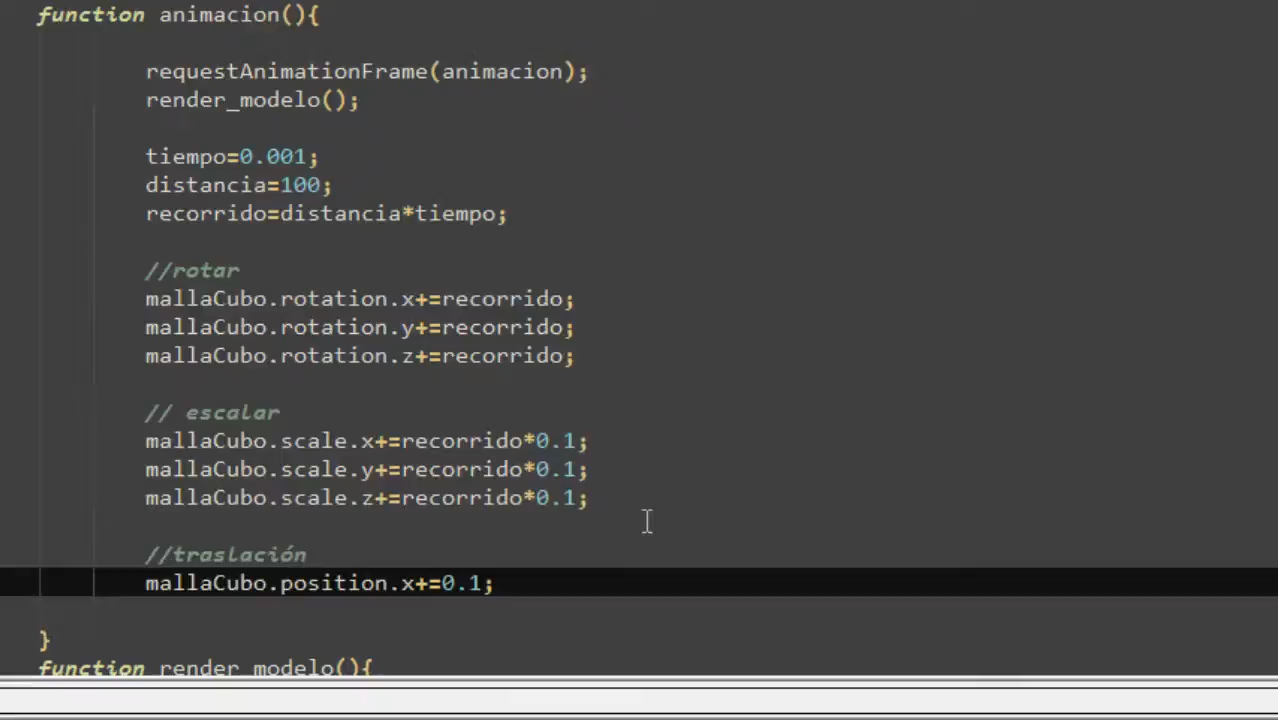 function animacion(){
requestAnimationFrame(animacion);
render_modelo();
tiempo=0.001;
distancia=100;
recorrido=distancia*tiempo;
//rotar
mallaCubo.rotation.x+=recorrido;
mallaCubo.rotation.y+=recorrido;
mallaCubo.rotation.z+=recorrido;
// escalar
mallaCubo.scale.x+=recorrido*0.1;
mallaCubo.scale.y+=recorrido*0.1;
mallaCubo.scale.z+=recorrido*0.1;
//traslación
mallaCubo.position.x+=0.1;
}
function render_modelo(){